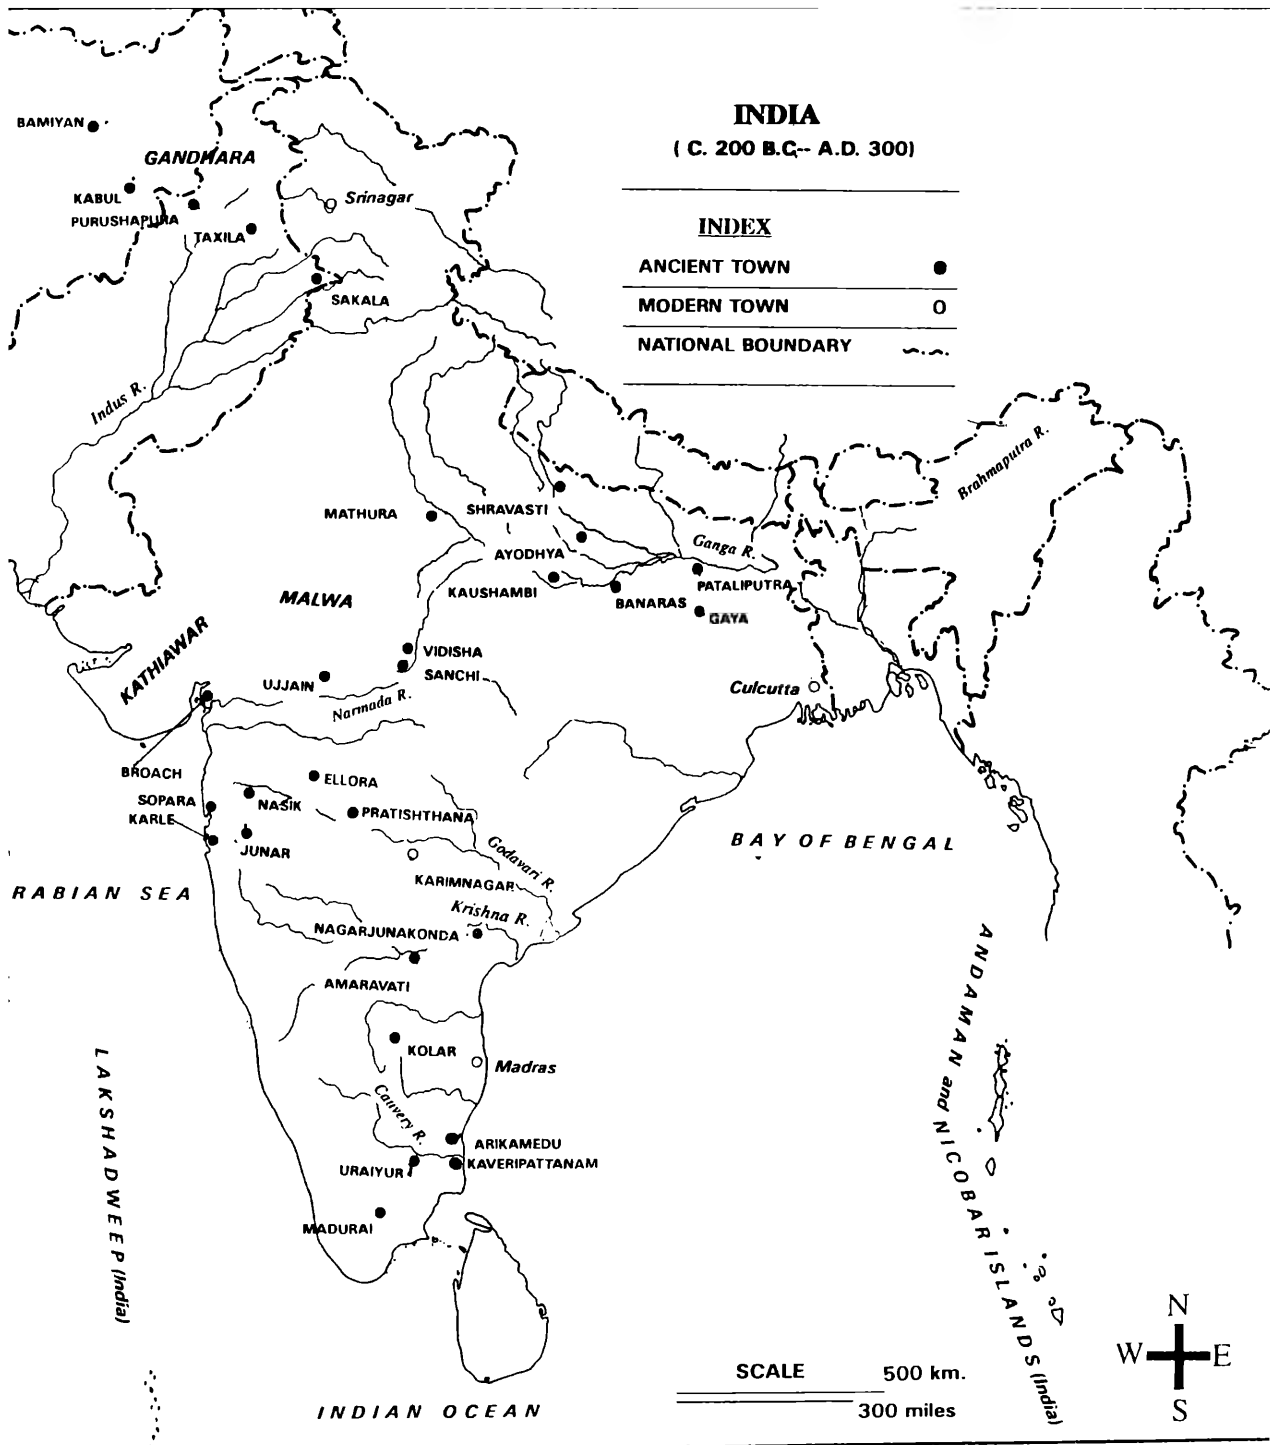 INDIA
( C. 200 B.C.-- A.D. 300)
INDEX
ANCIENT TOWN
MODERN TOWN
NATIONAL BOUNDARY
BAMIYAN
GANDHARA
KABUL
PURUSHAPURA
TAXILA
Srinagar
SAKALA
Indus R.
Brahmaputra R.
MATHURA
SHRAVASTI
AYODHYA
Ganga R.
KAUSHAMBI
BANARAS
PATALIPUTRA
GAYA
MALWA
KATHIAWAR
VIDISHA
SANCHI
UJJAIN
Narmada R.
Culcutta
BROACH
ELLORA
SOPARA
NASIK
KARLE
PRATISHTHANA
JUNAR
Godavari R.
BAY OF BENGAL
KARIMNAGAR
RABIAN SEA
Krishna R.
NAGARJUNAKONDA
AMARAVATI
KOLAR
Madras
Cauvery R.
ARIKAMEDU
URAIYUR
KAVERIPATTANAM
MADURAI
LAKSHADWEEP (India)
ANDAMAN and NICOBAR ISLANDS (India)
INDIAN OCEAN
SCALE 500 km.
300 miles
N
W E
S